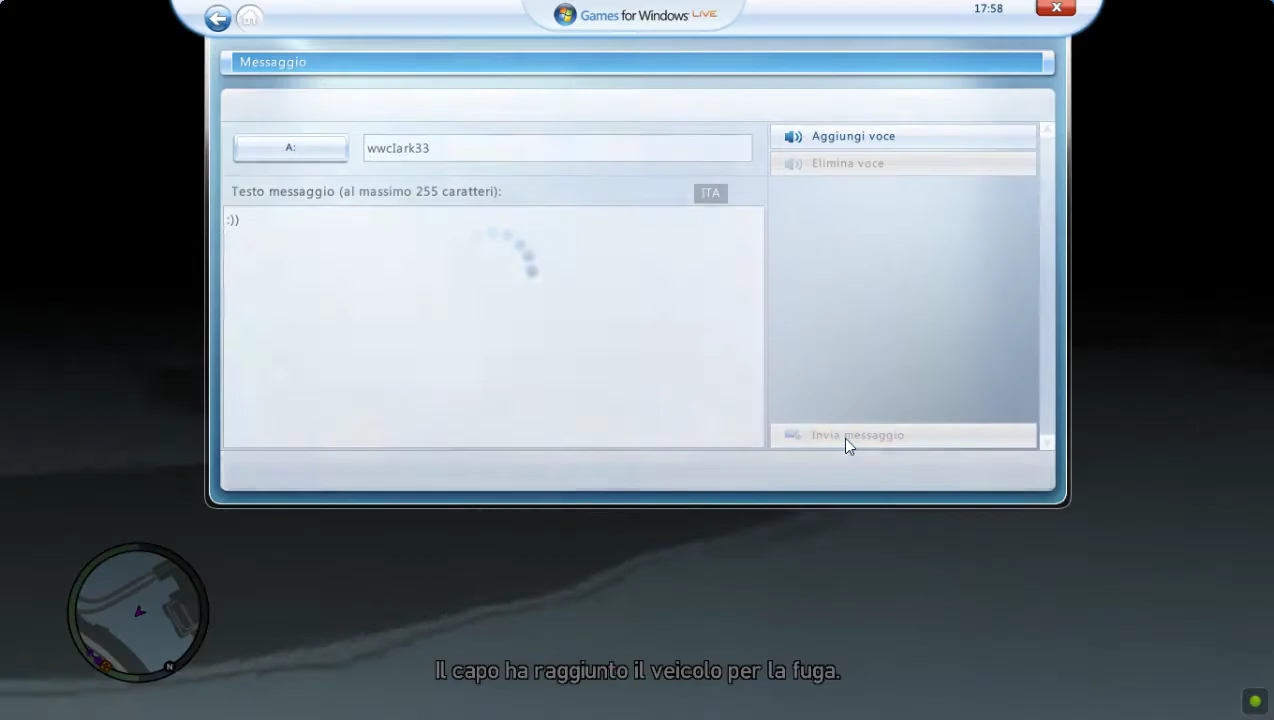 Games for Windows LIVE
17:58
Messaggio
A:
wwcIark33
Aggiungi voce
Elimina voce
Testo messaggio (al massimo 255 caratteri):
ITA
:))
Invia messaggio
N
Il capo ha raggiunto il veicolo per la fuga.